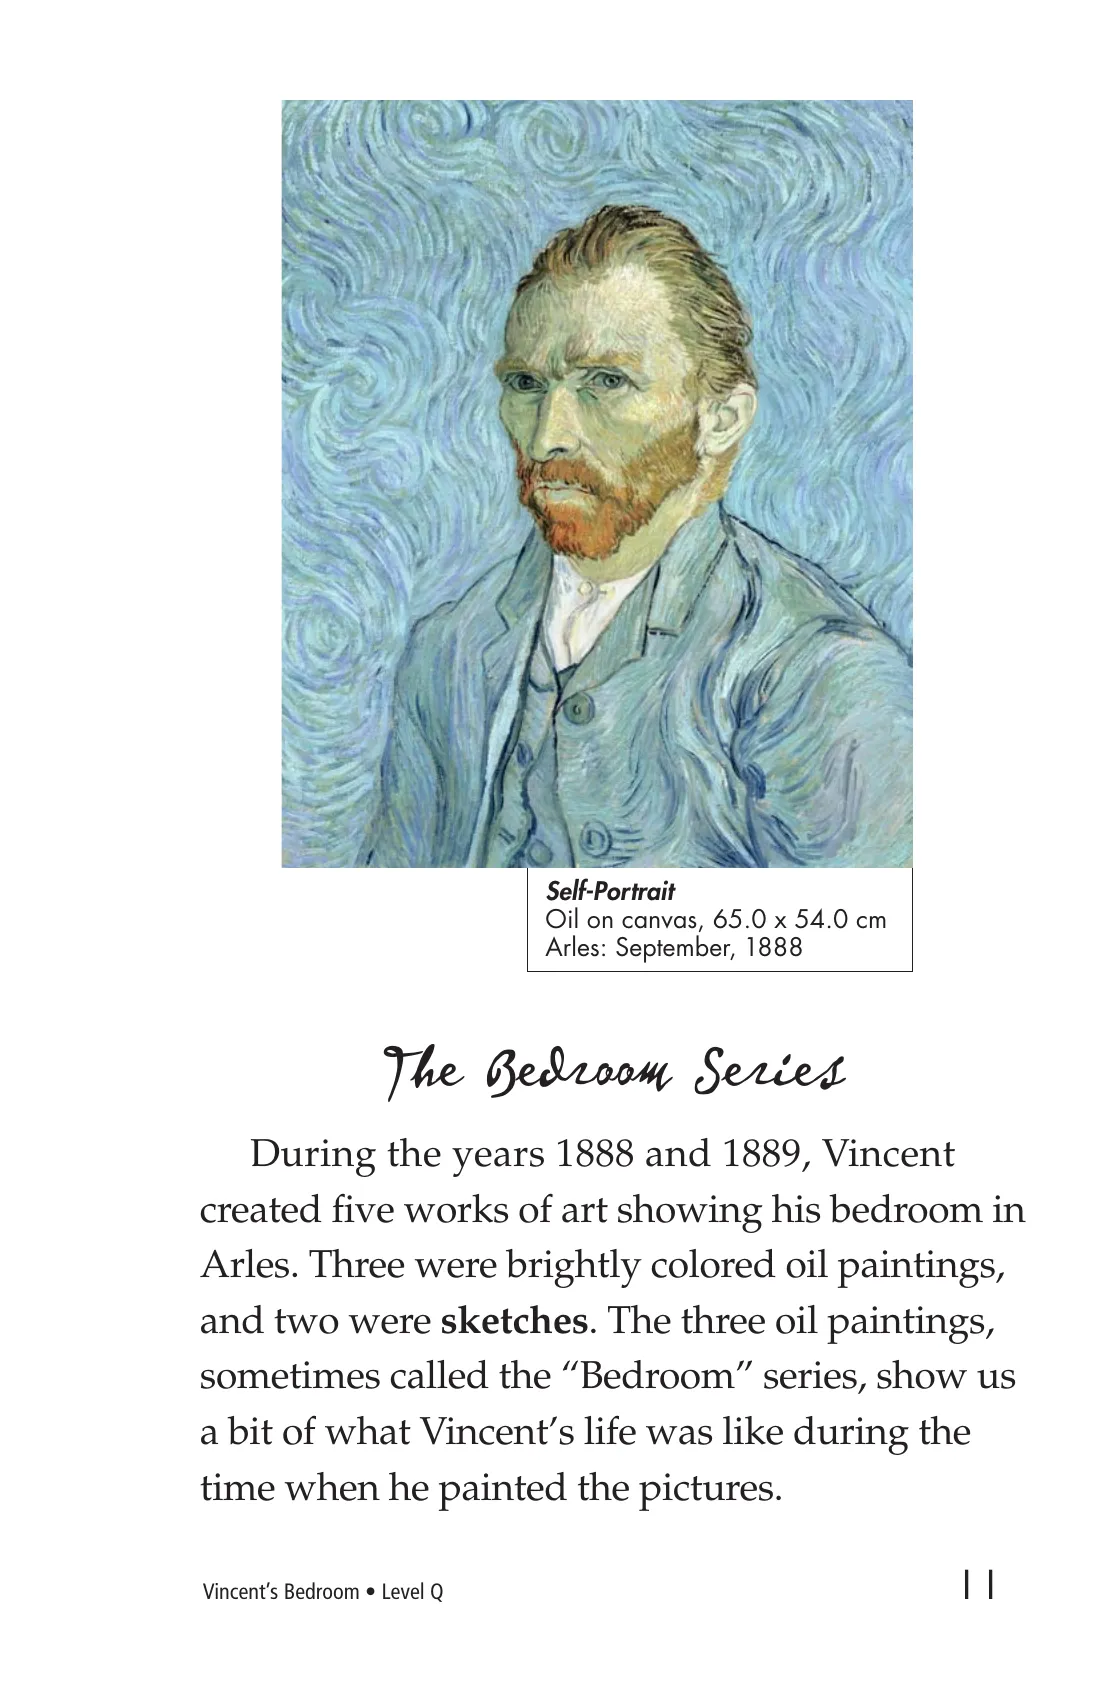 Self-Portrait
Oil on canvas, 65.0 x 54.0 cm
Arles: September, 1888
The Bedroom Series
During the years 1888 and 1889, Vincent
created five works of art showing his bedroom in
Arles. Three were brightly colored oil paintings,
and two were sketches. The three oil paintings,
sometimes called the “Bedroom” series, show us
a bit of what Vincent’s life was like during the
time when he painted the pictures.
Vincent’s Bedroom • Level Q
11